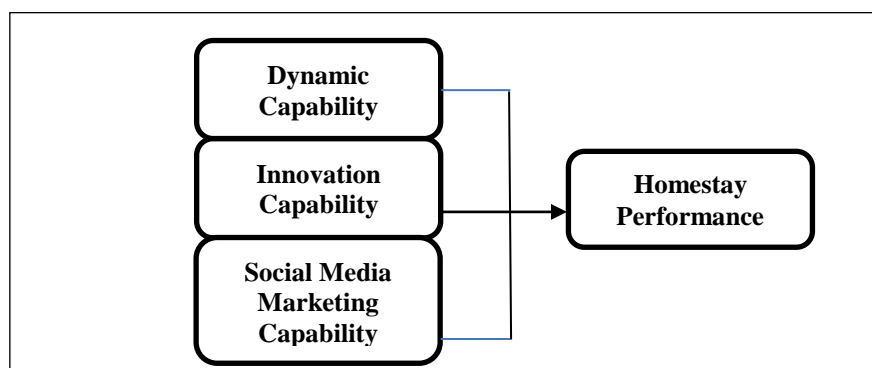 Dynamic
Capability
Innovation
Capability
Social Media
Marketing
Capability
Homestay
Performance